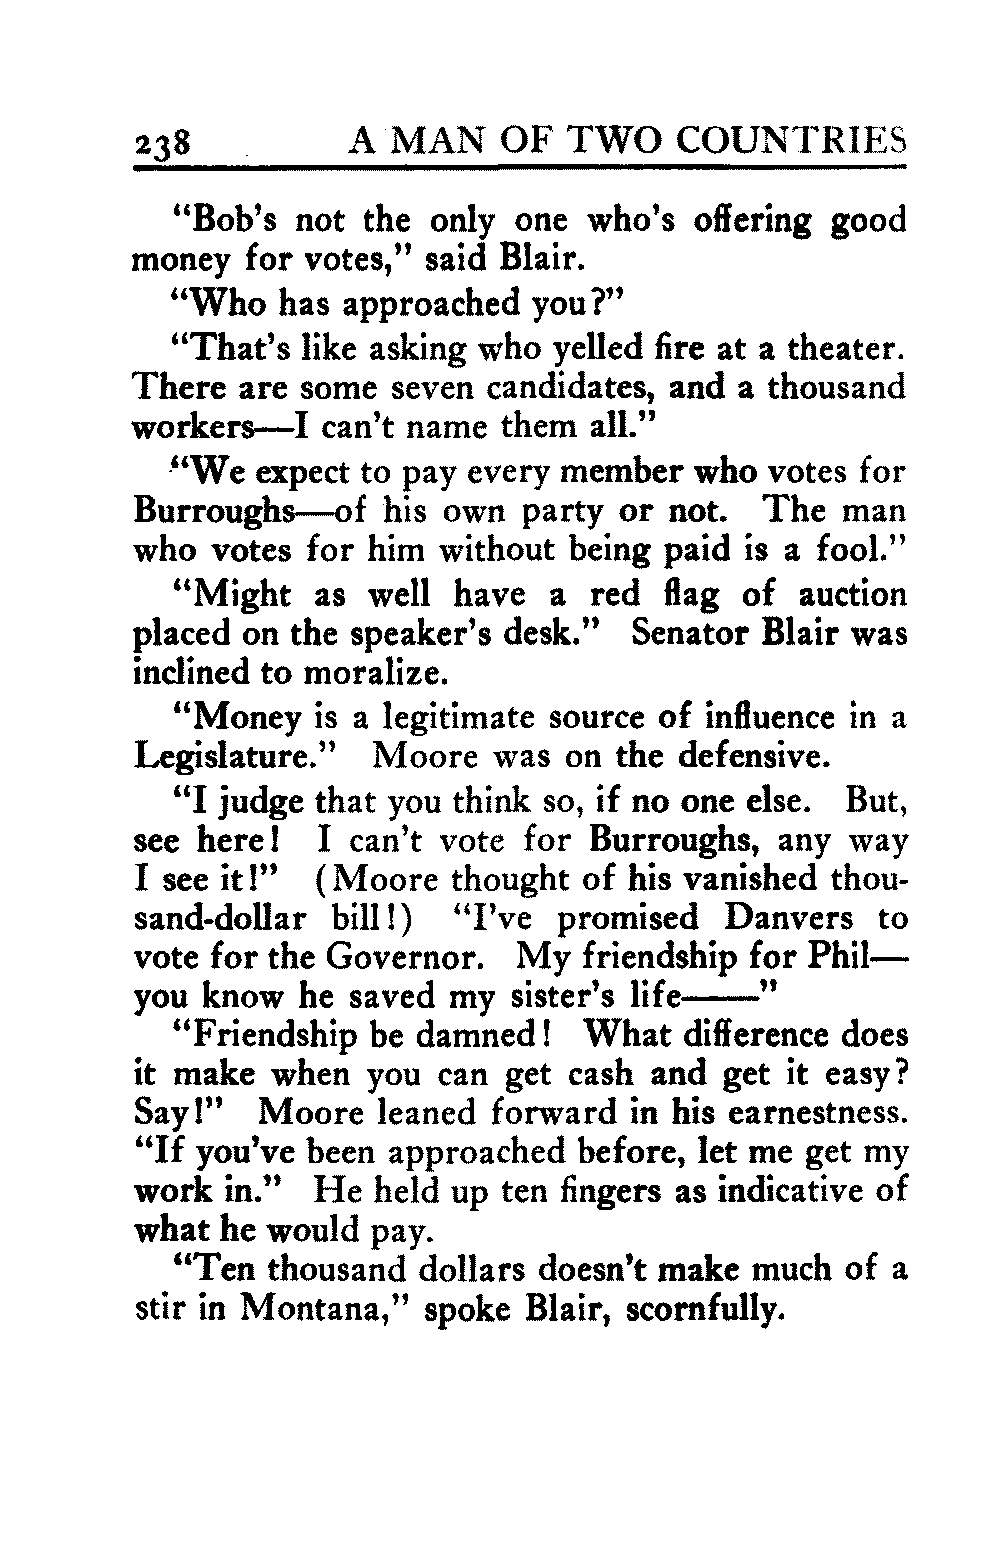 238 A MAN OF TWO COUNTRIES
“Bob’s not the only one who’s offering good
money for votes,” said Blair.
“Who has approached you?”
“That’s like asking who yelled fire at a theater.
There are some seven candidates, and a thousand
workers—I can’t name them all.”
“We expect to pay every member who votes for
Burroughs—of his own party or not. The man
who votes for him without being paid is a fool.”
“Might as well have a red flag of auction
placed on the speaker’s desk.” Senator Blair was
inclined to moralize.
“Money is a legitimate source of influence in a
Legislature.” Moore was on the defensive.
“I judge that you think so, if no one else. But,
see here! I can’t vote for Burroughs, any way
I see it!” (Moore thought of his vanished thou-
sand-dollar bill!) “I’ve promised Danvers to
vote for the Governor. My friendship for Phil—
you know he saved my sister’s life——”
“Friendship be damned! What difference does
it make when you can get cash and get it easy?
Say!” Moore leaned forward in his earnestness.
“If you’ve been approached before, let me get my
work in.” He held up ten fingers as indicative of
what he would pay.
“Ten thousand dollars doesn’t make much of a
stir in Montana,” spoke Blair, scornfully.